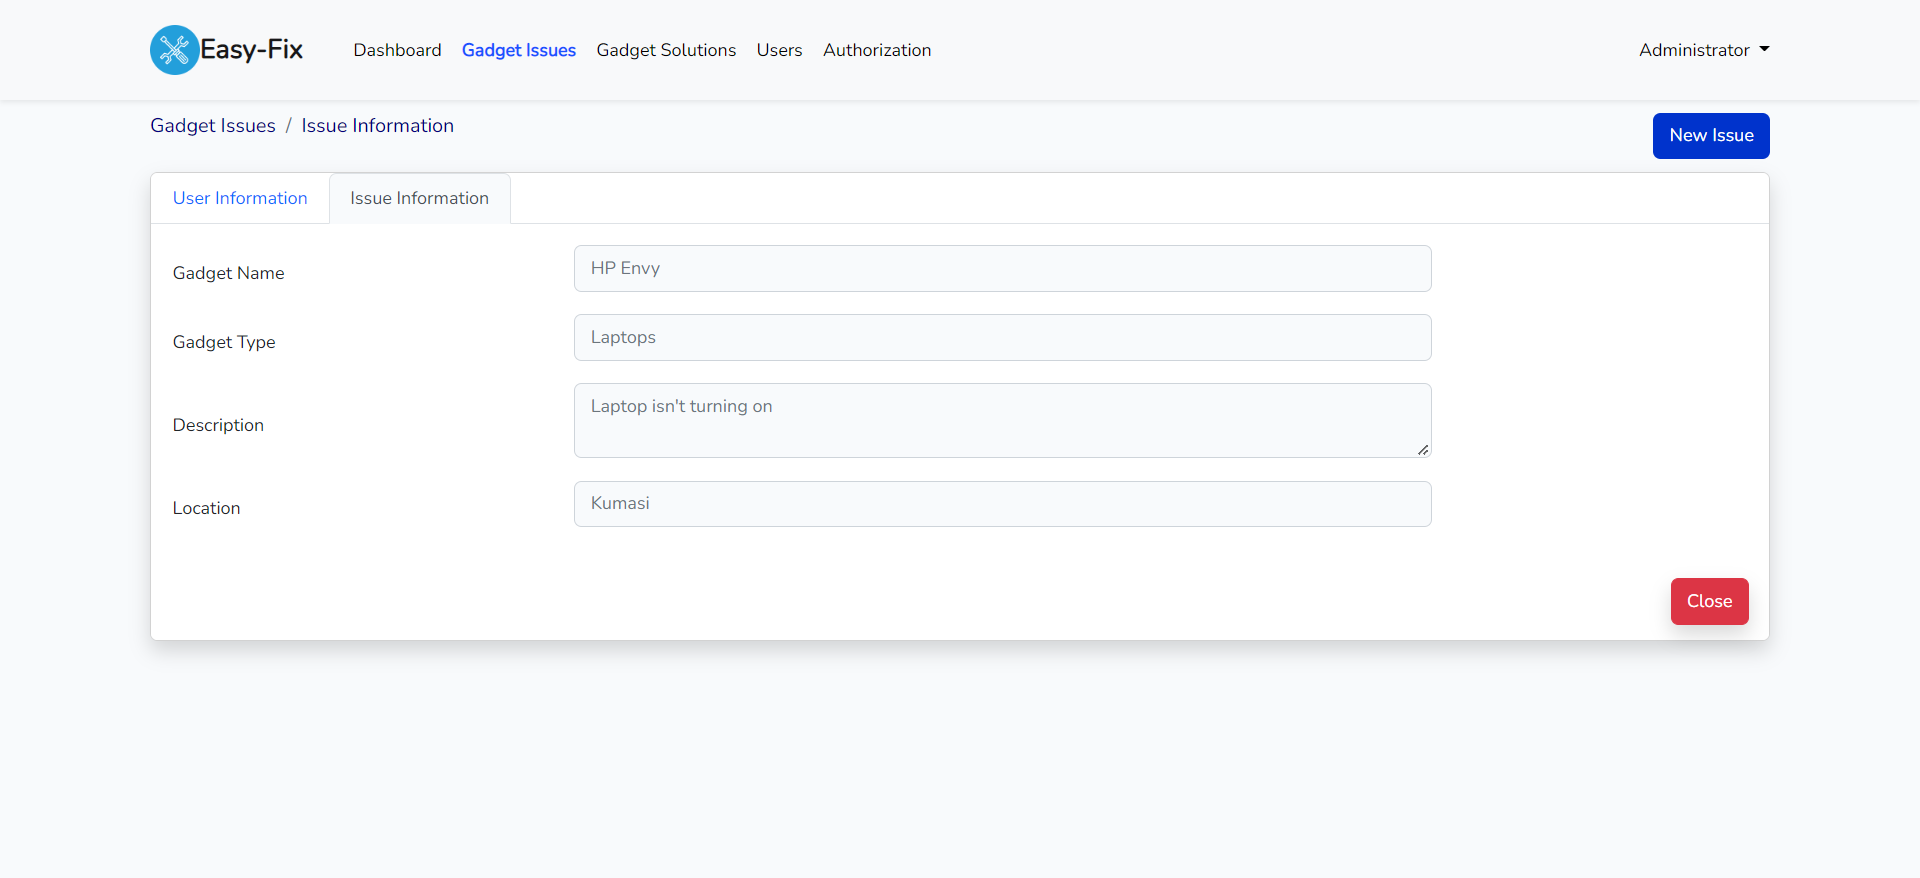 Easy-Fix Dashboard Gadget Issues Gadget Solutions Users Authorization Administrator
Gadget Issues / Issue Information
New Issue
User Information Issue Information
Gadget Name HP Envy
Gadget Type Laptops
Description Laptop isn't turning on
Location Kumasi
Close